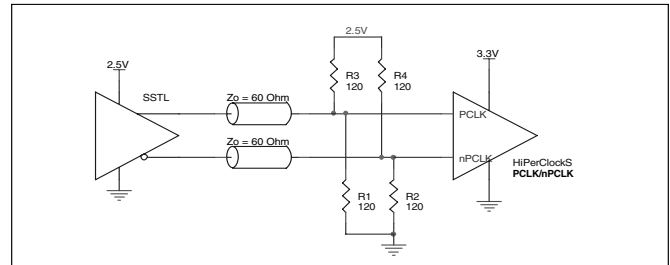 2.5V
3.3V
2.5V
SSTL
R3
120
R4
120
Zo = 60 Ohm
PCLK
Zo = 60 Ohm
nPCLK
HiPerClockS
PCLK/nPCLK
R1
120
R2
120